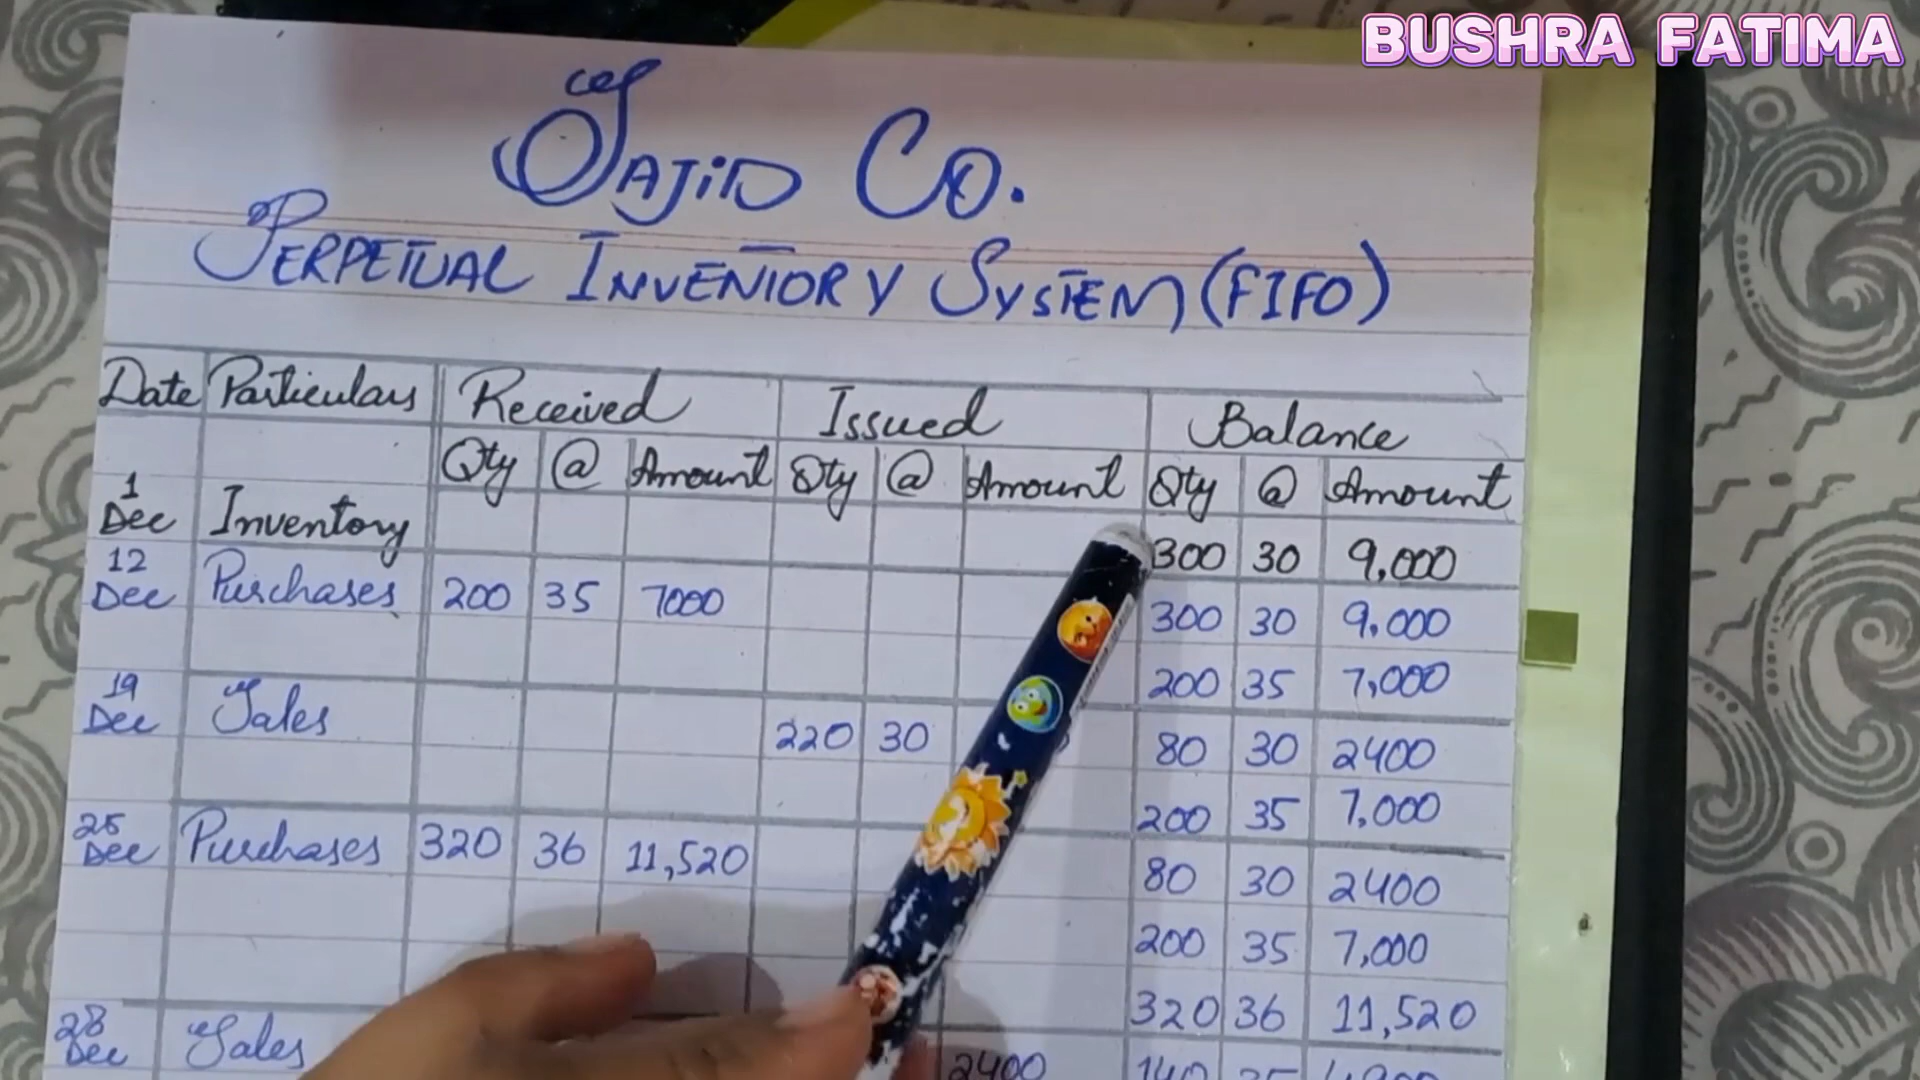 BUSHRA FATIMA
Sajid Co.
PERPETUAL INVENTORY SYSTEM (FIFO)
Date Particulars Received Issued Balance
Qty @ Amount Qty @ Amount Qty @ Amount
1 Dec Inventory 300 30 9,000
12 Dec Purchases 200 35 7000 300 30 9,000
200 35 7,000
19 Dec Sales 220 30 80 30 2400
200 35 7,000
25 Dec Purchases 320 36 11,520 80 30 2400
200 35 7,000
320 36 11,520
28 Dec Sales 2400 140 35